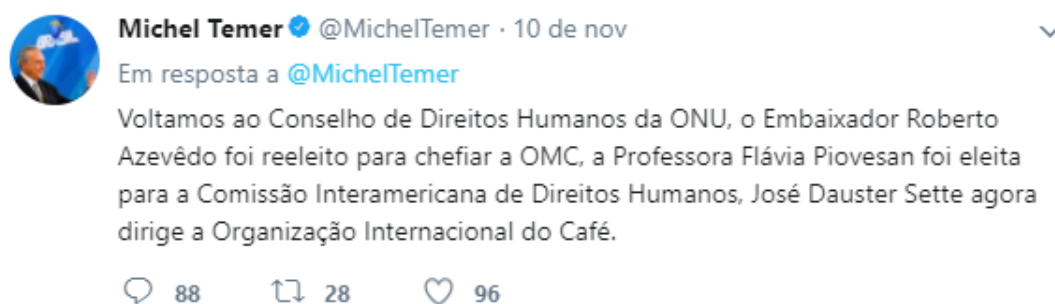 Michel Temer @MichelTemer · 10 de nov
Em resposta a @MichelTemer
Voltamos ao Conselho de Direitos Humanos da ONU, o Embaixador Roberto
Azevêdo foi reeleito para chefiar a OMC, a Professora Flávia Piovesan foi eleita
para a Comissão Interamericana de Direitos Humanos, José Dauster Sette agora
dirige a Organização Internacional do Café.
88 28 96